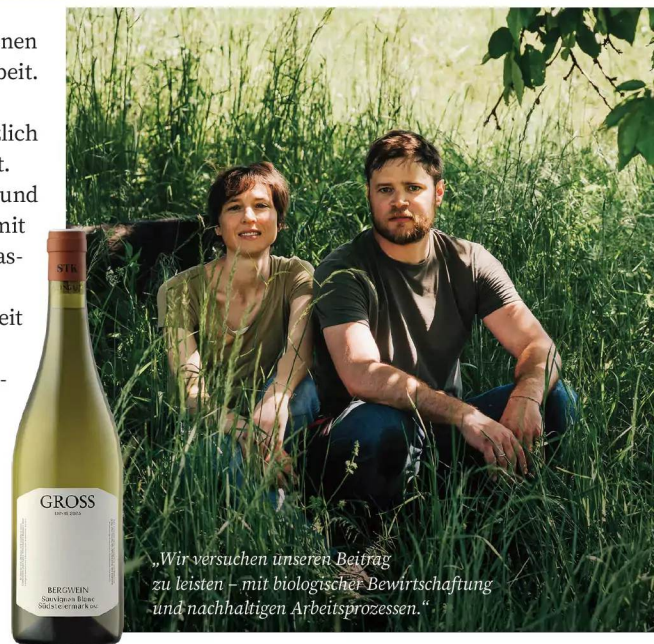 nen
beit.
zlich
t.
und
mit
as-
eit
-
STK
GROSS
BERGWEIN
Sauvignon Blanc
Südsteiermark DAC
„Wir versuchen unseren Beitrag
zu leisten – mit biologischer Bewirtschaftung
und nachhaltigen Arbeitsprozessen.“